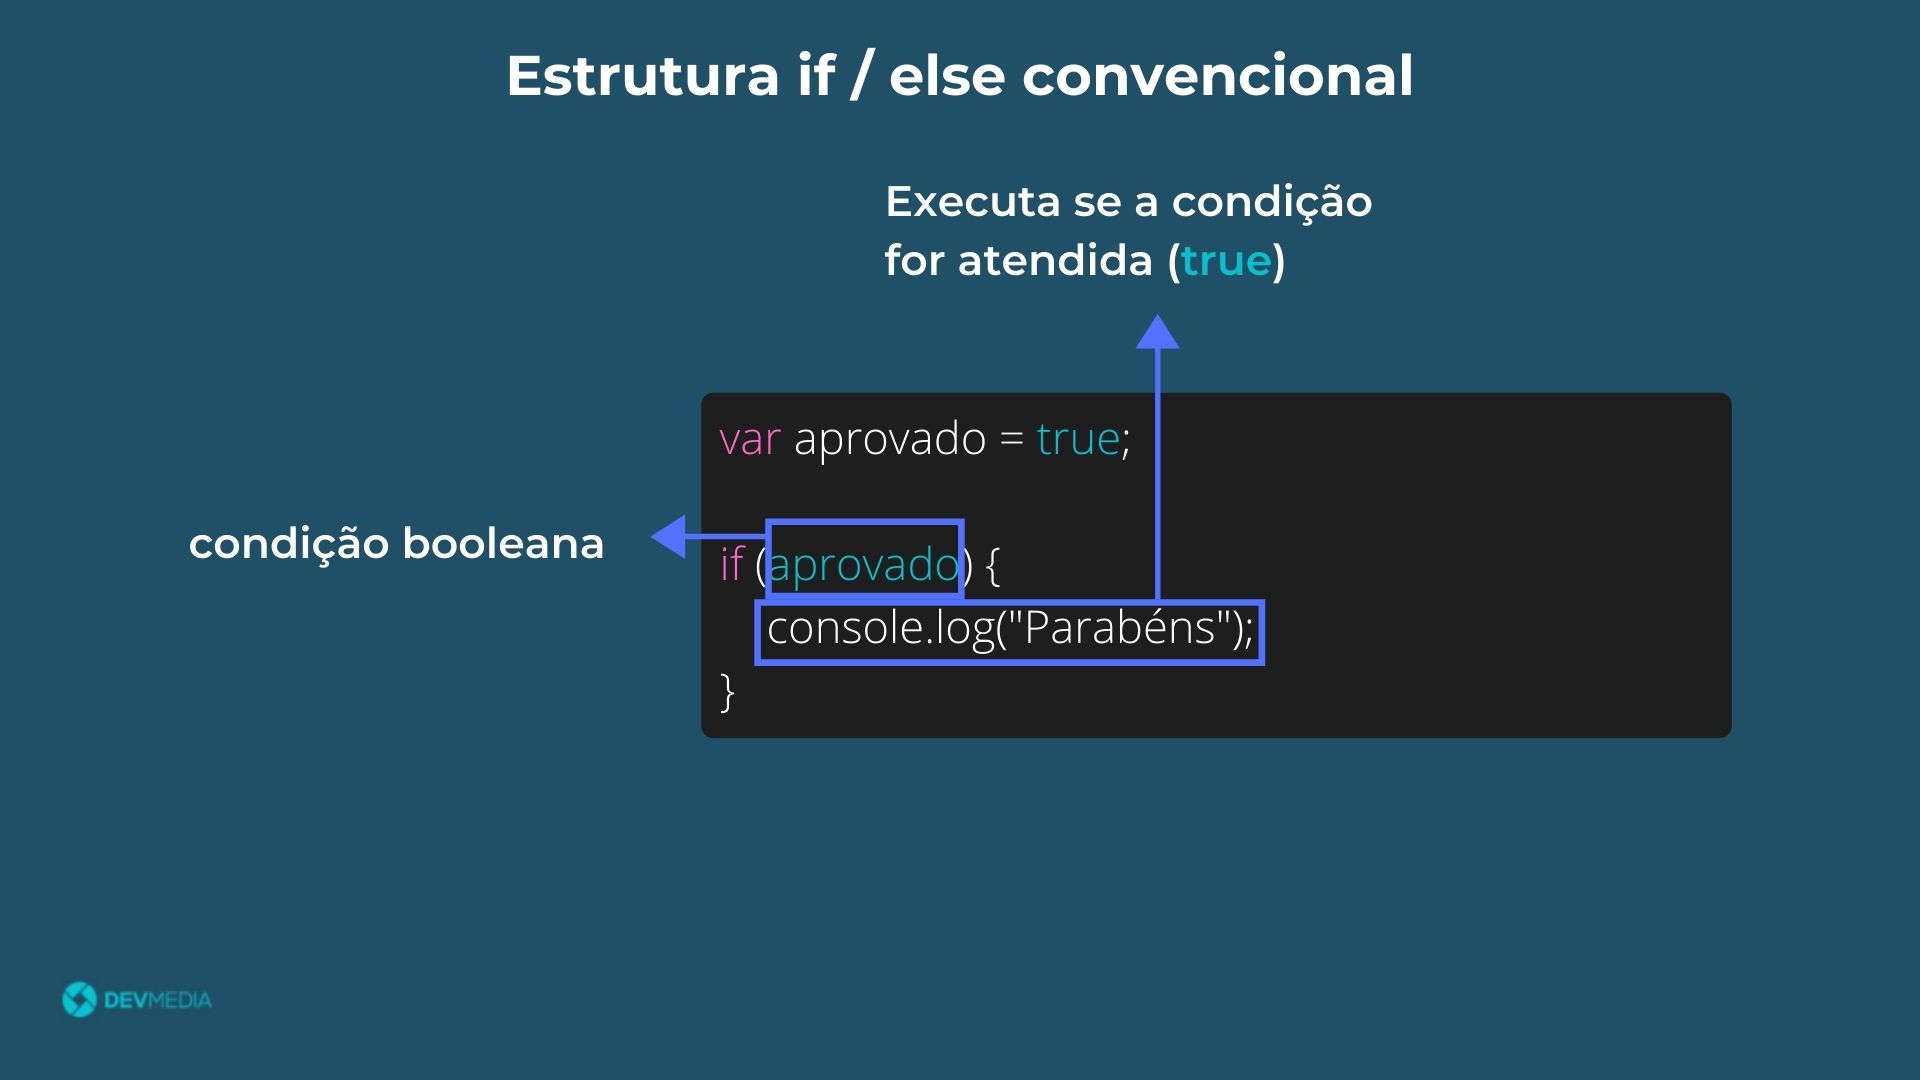 Estrutura if / else convencional
Executa se a condição
for atendida (true)
var aprovado = true;
condição booleana
if (aprovado) {
console.log("Parabéns");
}
DEVMEDIA